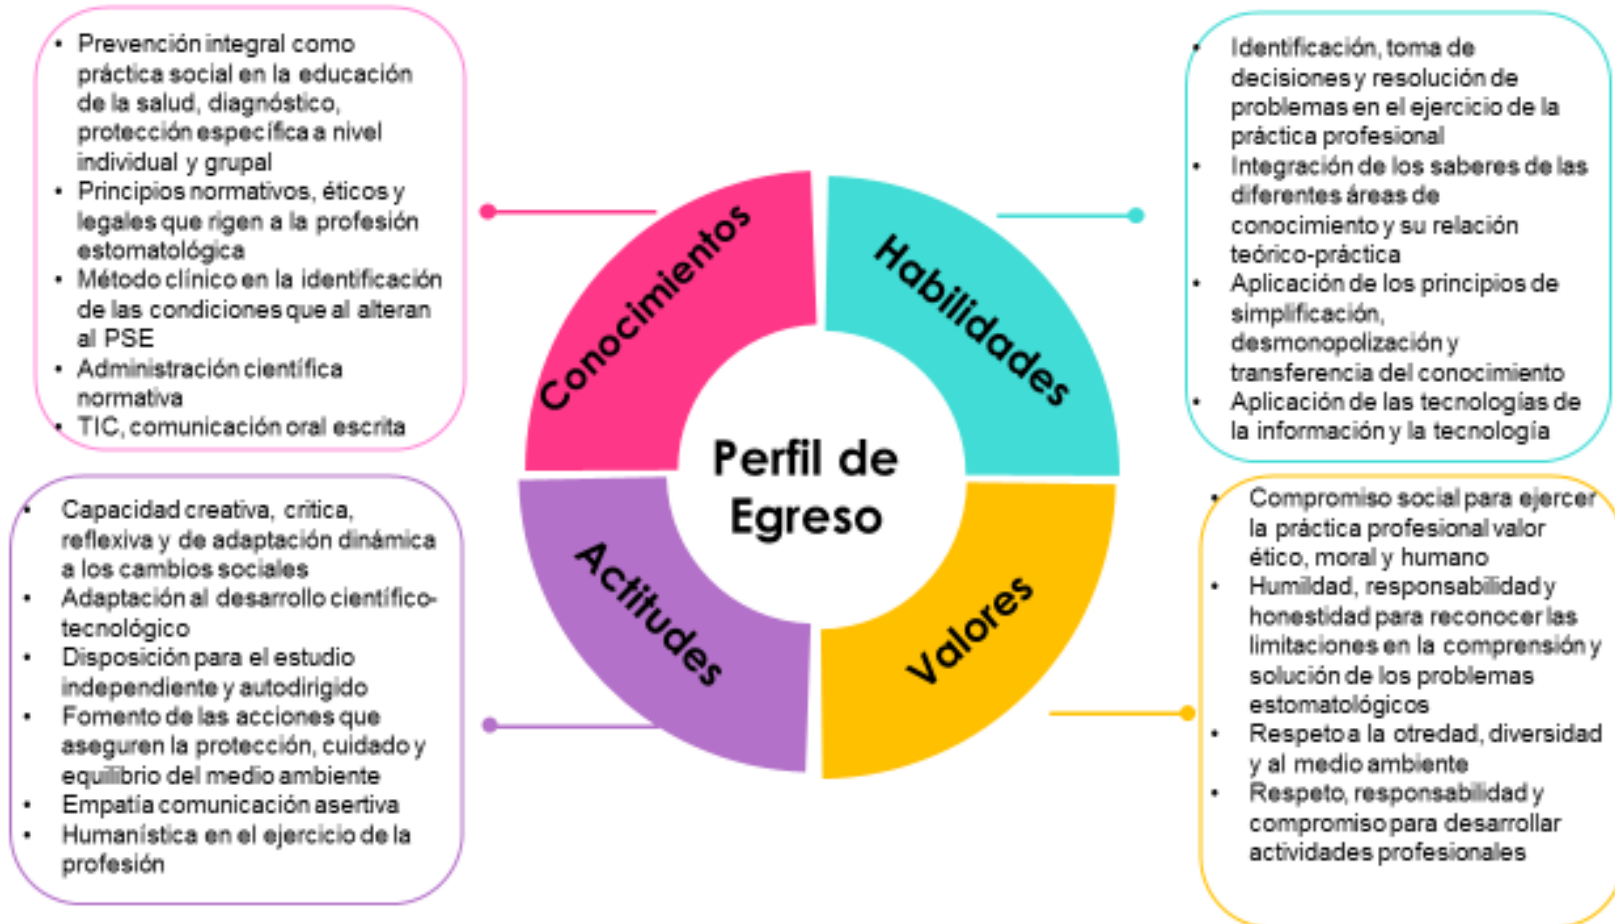 • Prevención integral como
práctica social en la educación
de la salud, diagnóstico,
protección específica a nivel
individual y grupal
• Principios normativos, éticos y
legales que rigen a la profesión
estomatológica
• Método clínico en la identificación
de las condiciones que al alteran
al PSE
• Administración científica
normativa
• TIC, comunicación oral escrita
• Identificación, toma de
decisiones y resolución de
problemas en el ejercicio de la
práctica profesional
• Integración de los saberes de las
diferentes áreas de
conocimiento y su relación
teórico-práctica
• Aplicación de los principios de
simplificación,
desmonopolización y
transferencia del conocimiento
• Aplicación de las tecnologías de
la información y la tecnología
Conocimientos
Habilidades
Perfil de
Egreso
Actitudes
Valores
• Capacidad creativa, crítica,
reflexiva y de adaptación dinámica
a los cambios sociales
• Adaptación al desarrollo científico-
tecnológico
• Disposición para el estudio
independiente y autodirigido
• Fomento de las acciones que
aseguren la protección, cuidado y
equilibrio del medio ambiente
• Empatía comunicación asertiva
• Humanística en el ejercicio de la
profesión
• Compromiso social para ejercer
la práctica profesional valor
ético, moral y humano
• Humildad, responsabilidad y
honestidad para reconocer las
limitaciones en la comprensión y
solución de los problemas
estomatológicos
• Respeto a la otredad, diversidad
y al medio ambiente
• Respeto, responsabilidad y
compromiso para desarrollar
actividades profesionales